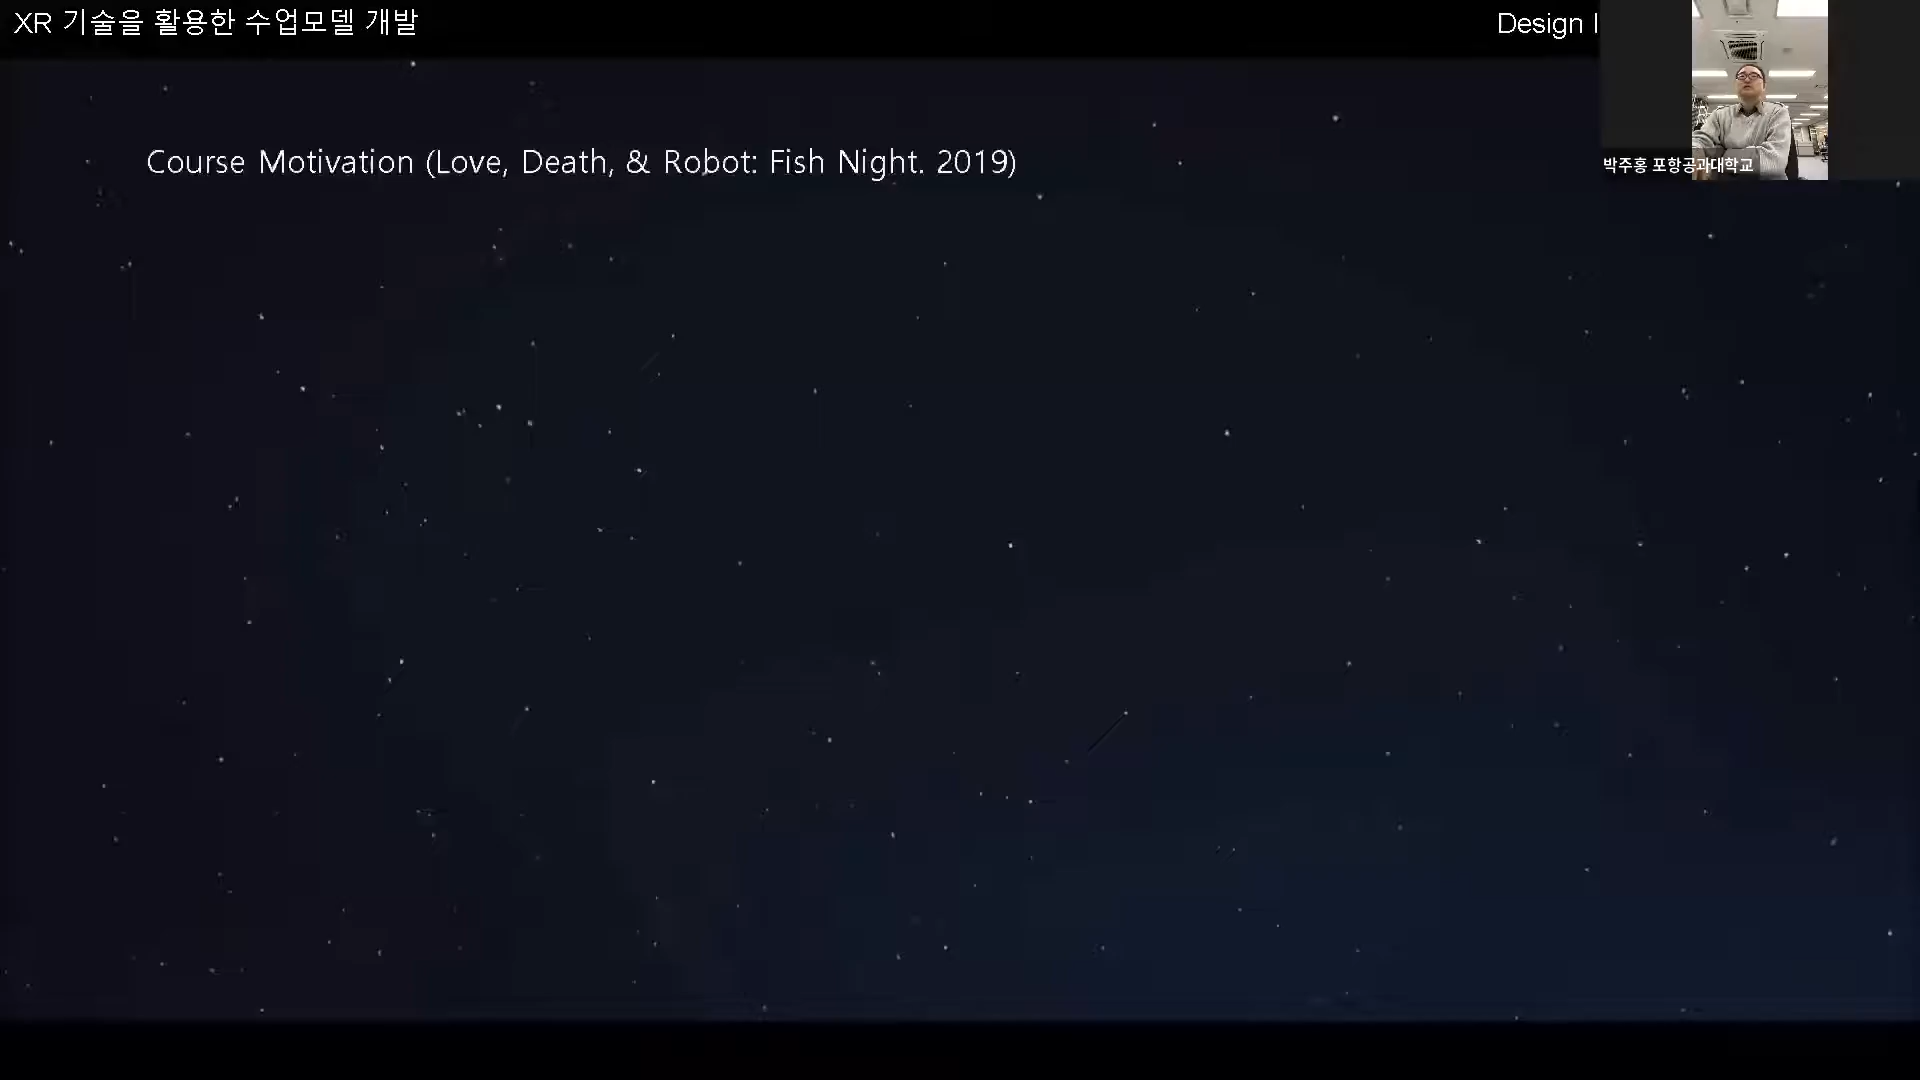 XR 기술을 활용한 수업모델 개발
Design I
Course Motivation (Love, Death, & Robot: Fish Night. 2019)
박주홍 포항공과대학교